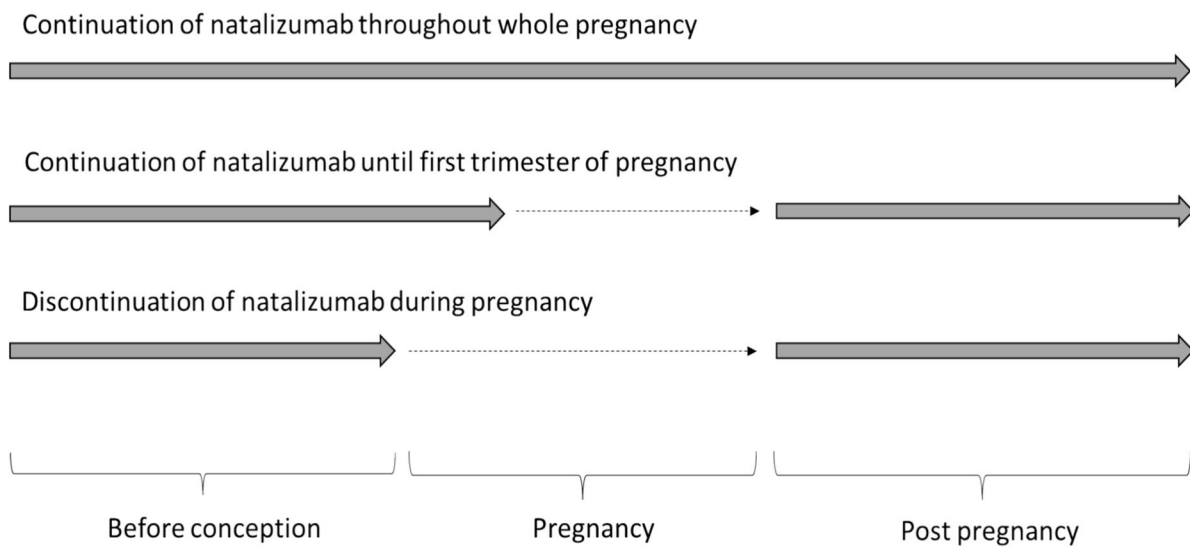 Continuation of natalizumab throughout whole pregnancy
Continuation of natalizumab until first trimester of pregnancy
Discontinuation of natalizumab during pregnancy
Before conception
Pregnancy
Post pregnancy